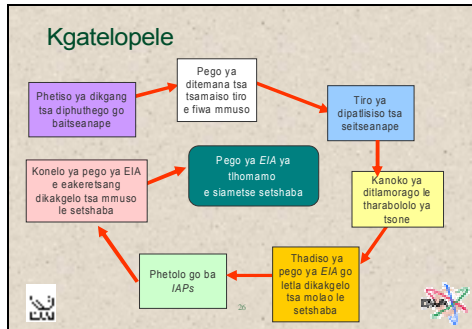 Kgatelopele
Phetiso ya dikgang
tsa diphuthego go
baitseanape
Pego ya
ditemana tsa
tsamaiso tiro
e fiwa mmuso
Tiro ya
dipatlisiso tsa
seitseanape
Kanoko ya
ditlamorago le
tharabololo ya
tsone
Thadiso ya
pego ya EIA go
letla dikakgelo
tsa molao le
setshaba
Phetolo go ba
IAPs
Konelo ya pego ya EIA
e eakeretsang
dikakgelo tsa mmuso
le setshaba
Pego ya EIA ya
tlhomamo
e siametse setshaba
26